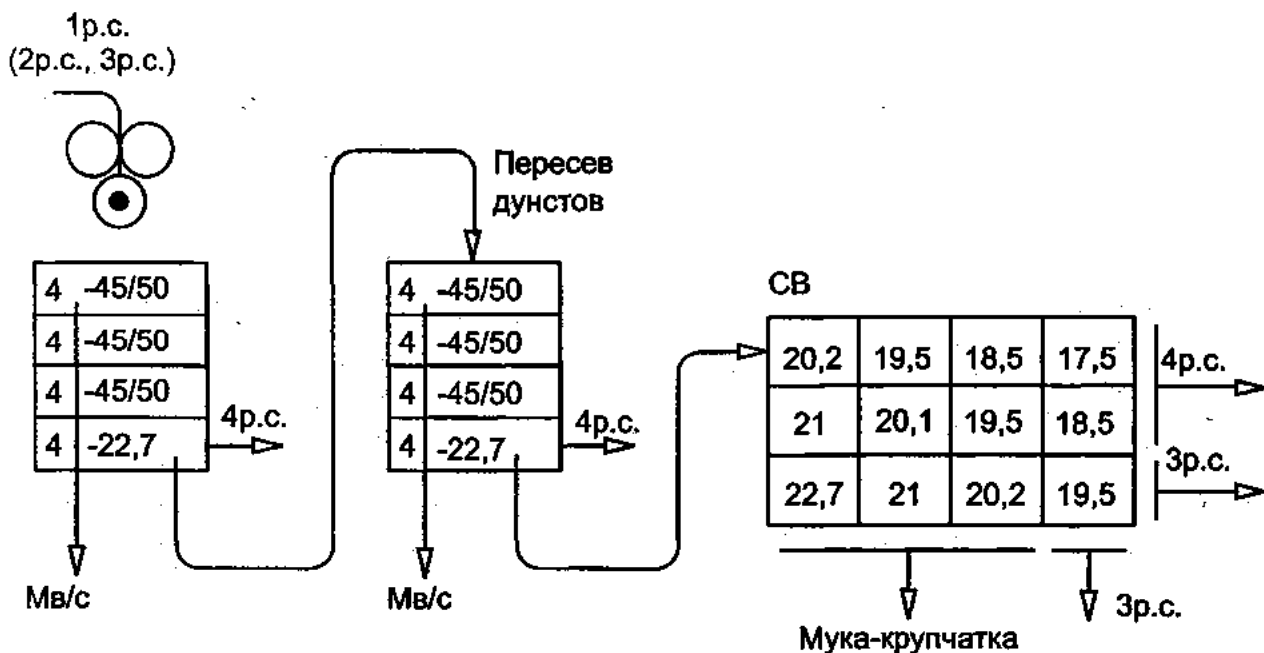 1р.с.
(2р.с., 3р.с.)
Пересев
дунстов
4 -45/50
4 -45/50
4 -45/50
4 -22,7
4р.с.
Мв/с
4 -45/50
4 -45/50
4 -45/50
4 -22,7
4р.с.
Мв/с
СВ
20,2 19,5 18,5 17,5
21 20,1 19,5 18,5
22,7 21 20,2 19,5
4р.с.
3р.с.
Мука-крупчатка
3р.с.